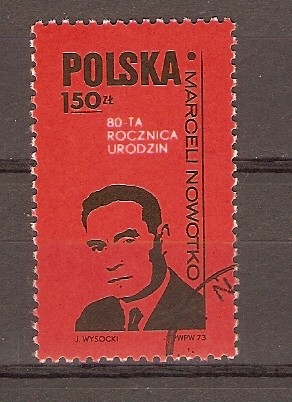 POLSKA
1.50 ZŁ
80-TA
ROCZNICA
URODZIN
• MARCELI NOWOTKO
J. WYSOCKI
PWPW 73